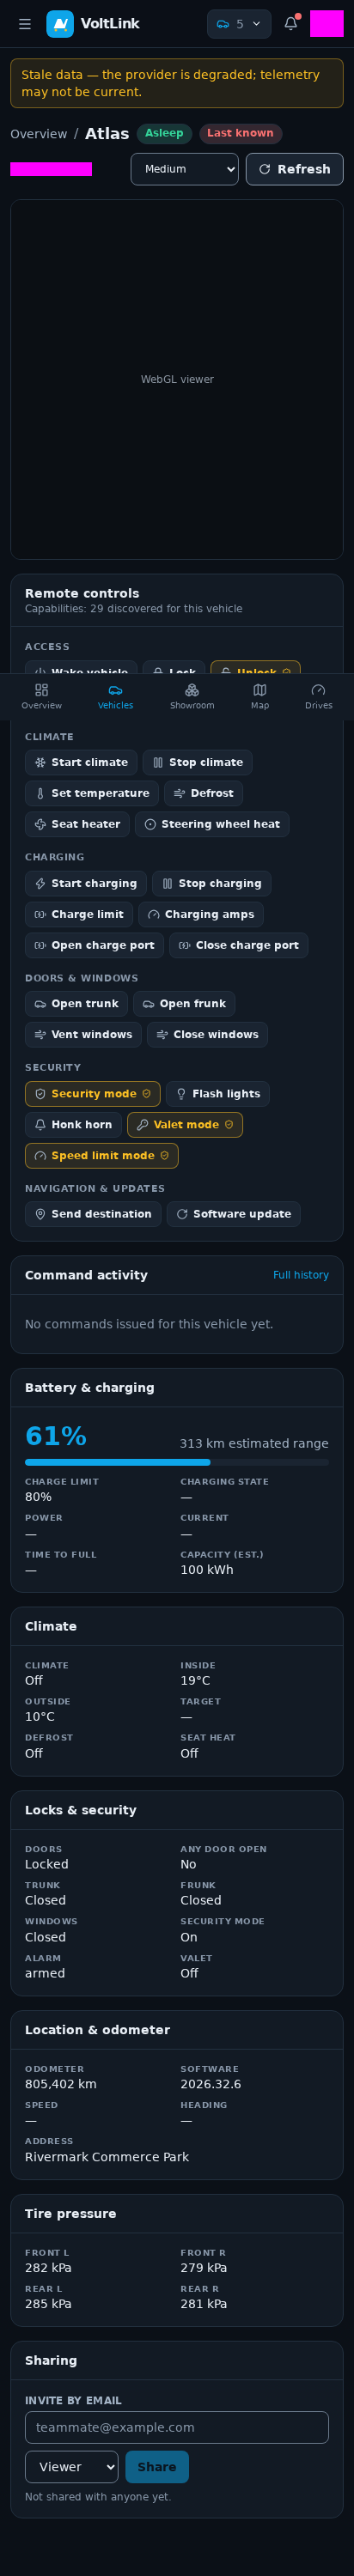 VoltLink
5
Stale data — the provider is degraded; telemetry
may not be current.
Overview / Atlas Asleep Last known
Medium Refresh
WebGL viewer
Remote controls
Capabilities: 29 discovered for this vehicle
ACCESS
Wake vehicle Lock Unlock
Overview Vehicles Showroom Map Drives
CLIMATE
Start climate Stop climate
Set temperature Defrost
Seat heater Steering wheel heat
CHARGING
Start charging Stop charging
Charge limit Charging amps
Open charge port Close charge port
DOORS & WINDOWS
Open trunk Open frunk
Vent windows Close windows
SECURITY
Security mode Flash lights
Honk horn Valet mode
Speed limit mode
NAVIGATION & UPDATES
Send destination Software update
Command activity Full history
No commands issued for this vehicle yet.
Battery & charging
61% 313 km estimated range
CHARGE LIMIT CHARGING STATE
80% —
POWER CURRENT
— —
TIME TO FULL CAPACITY (EST.)
— 100 kWh
Climate
CLIMATE INSIDE
Off 19°C
OUTSIDE TARGET
10°C —
DEFROST SEAT HEAT
Off Off
Locks & security
DOORS ANY DOOR OPEN
Locked No
TRUNK FRUNK
Closed Closed
WINDOWS SECURITY MODE
Closed On
ALARM VALET
armed Off
Location & odometer
ODOMETER SOFTWARE
805,402 km 2026.32.6
SPEED HEADING
— —
ADDRESS
Rivermark Commerce Park
Tire pressure
FRONT L FRONT R
282 kPa 279 kPa
REAR L REAR R
285 kPa 281 kPa
Sharing
INVITE BY EMAIL
teammate@example.com
Viewer Share
Not shared with anyone yet.